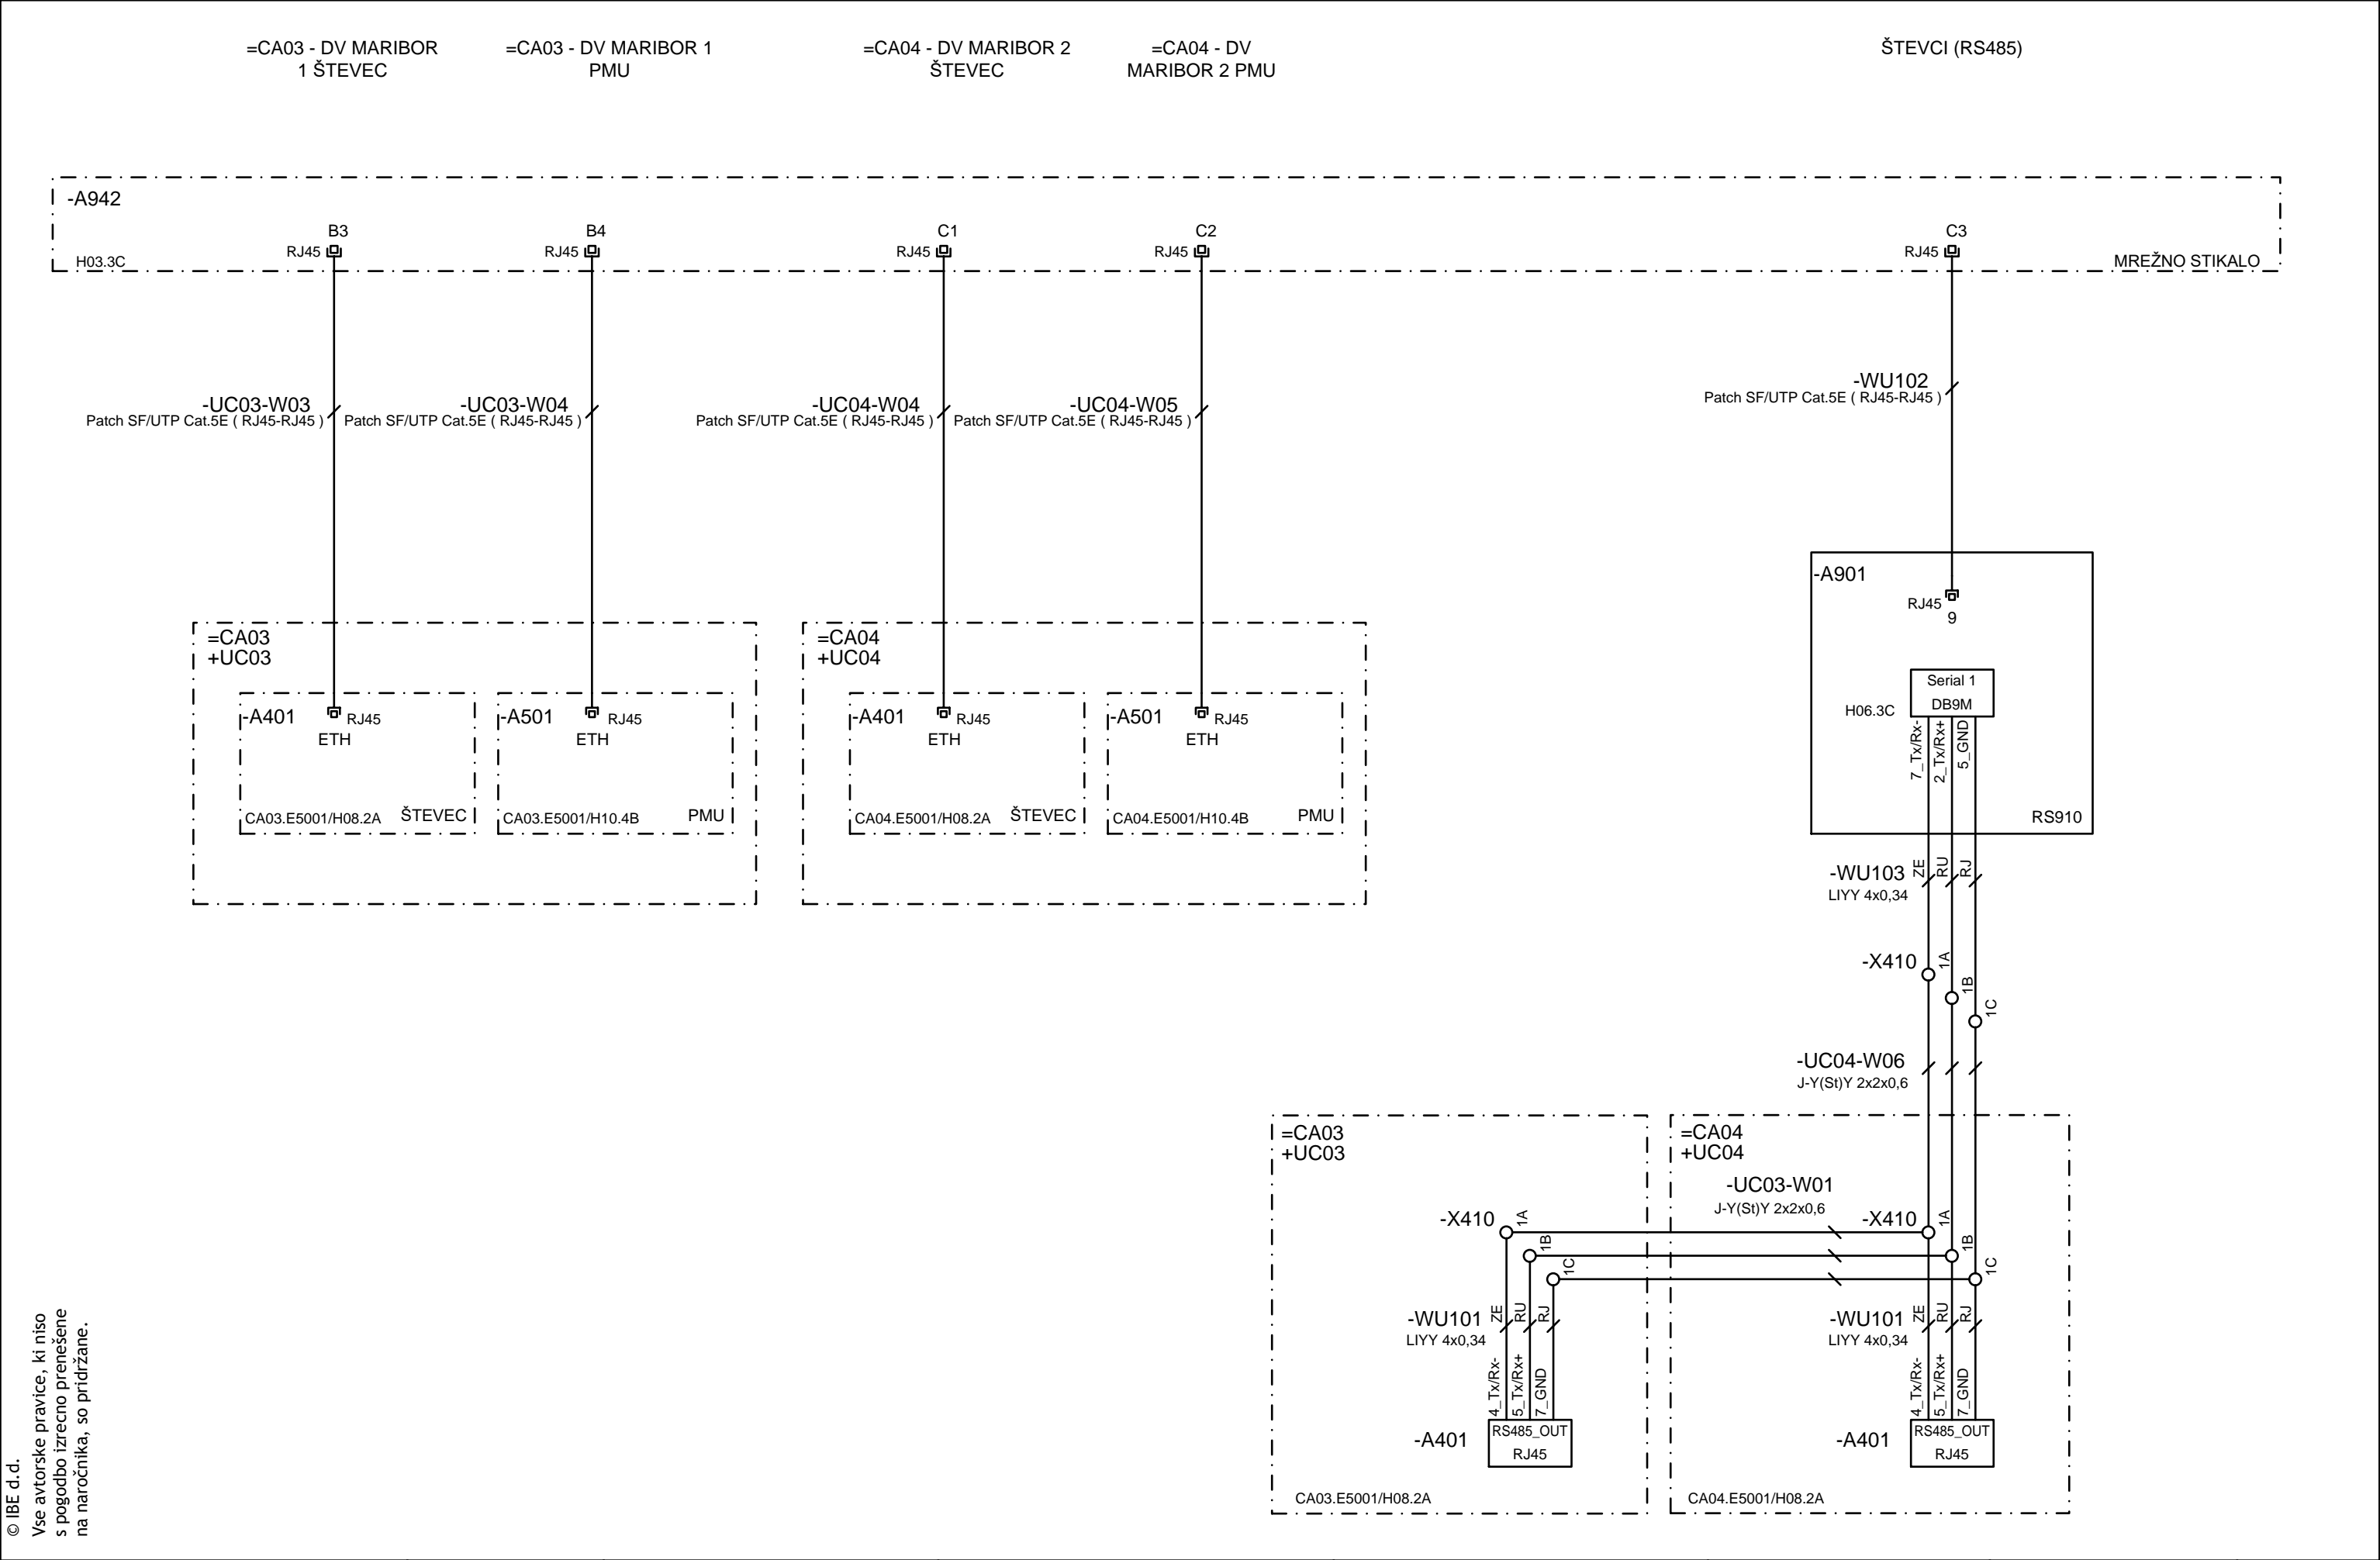 =CA03 - DV MARIBOR
1 ŠTEVEC
=CA03 - DV MARIBOR 1
PMU
=CA04 - DV MARIBOR 2
ŠTEVEC
=CA04 - DV
MARIBOR 2 PMU
ŠTEVCI (RS485)
-A942
B3
RJ45
B4
RJ45
C1
RJ45
C2
RJ45
C3
RJ45
H03.3C
MREŽNO STIKALO
-UC03-W03
Patch SF/UTP Cat.5E ( RJ45-RJ45 )
-UC03-W04
Patch SF/UTP Cat.5E ( RJ45-RJ45 )
-UC04-W04
Patch SF/UTP Cat.5E ( RJ45-RJ45 )
-UC04-W05
Patch SF/UTP Cat.5E ( RJ45-RJ45 )
-WU102
Patch SF/UTP Cat.5E ( RJ45-RJ45 )
=CA03
+UC03
-A401
RJ45
ETH
CA03.E5001/H08.2A
ŠTEVEC
-A501
RJ45
ETH
CA03.E5001/H10.4B
PMU
=CA04
+UC04
-A401
RJ45
ETH
CA04.E5001/H08.2A
ŠTEVEC
-A501
RJ45
ETH
CA04.E5001/H10.4B
PMU
-A901
RJ45
9
Serial 1
DB9M
H06.3C
7_Tx/Rx-
2_Tx/Rx+
5_GND
RS910
-WU103
LIYY 4x0,34
ZE
RU
RJ
-X410
1A
1B
1C
-UC04-W06
J-Y(St)Y 2x2x0,6
=CA03
+UC03
=CA04
+UC04
-UC03-W01
J-Y(St)Y 2x2x0,6
-X410
1A
1B
1C
-X410
1A
1B
1C
-WU101
LIYY 4x0,34
ZE
RU
RJ
-WU101
LIYY 4x0,34
ZE
RU
RJ
4_Tx/Rx-
5_Tx/Rx+
7_GND
4_Tx/Rx-
5_Tx/Rx+
7_GND
-A401
RS485_OUT
RJ45
-A401
RS485_OUT
RJ45
CA03.E5001/H08.2A
CA04.E5001/H08.2A
© IBE d.d.
Vse avtorske pravice, ki niso
s pogodbo izrecno prenešene
na naročnika, so pridržane.